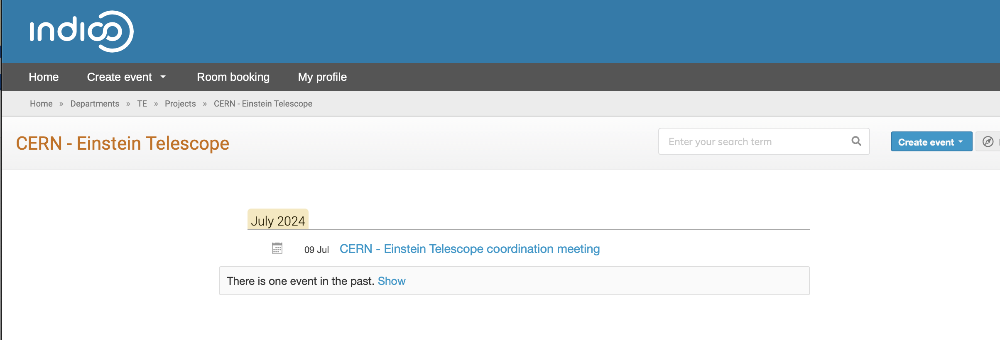 indico
Home Create event Room booking My profile
Home » Departments » TE » Projects » CERN - Einstein Telescope
CERN - Einstein Telescope
Enter your search term
Create event
July 2024
09 Jul CERN - Einstein Telescope coordination meeting
There is one event in the past. Show